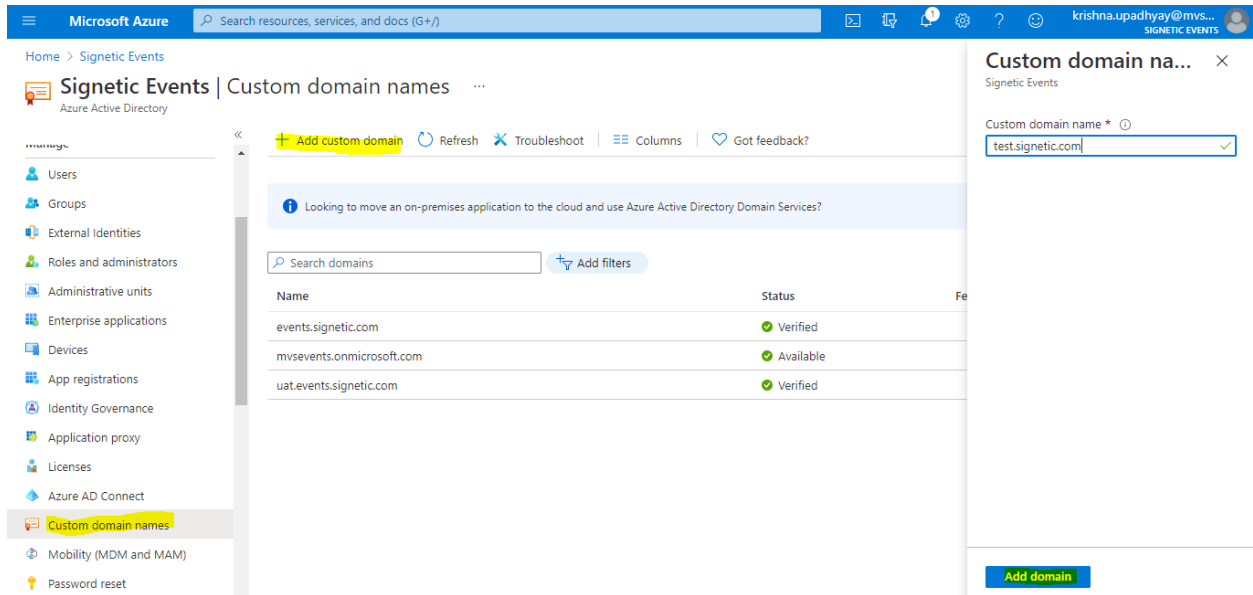 Microsoft Azure
Search resources, services, and docs (G+/)
1
krishna.upadhyay@mvs...
SIGNETIC EVENTS
Home > Signetic Events
Signetic Events | Custom domain names ...
Azure Active Directory
«
Manage
Users
Groups
External Identities
Roles and administrators
Administrative units
Enterprise applications
Devices
App registrations
Identity Governance
Application proxy
Licenses
Azure AD Connect
Custom domain names
Mobility (MDM and MAM)
Password reset
+ Add custom domain Refresh Troubleshoot Columns Got feedback?
Looking to move an on-premises application to the cloud and use Azure Active Directory Domain Services?
Search domains Add filters
Name Status Fe
events.signetic.com Verified
mvsevents.onmicrosoft.com Available
uat.events.signetic.com Verified
Custom domain na...
Signetic Events
Custom domain name *
test.signetic.com
Add domain